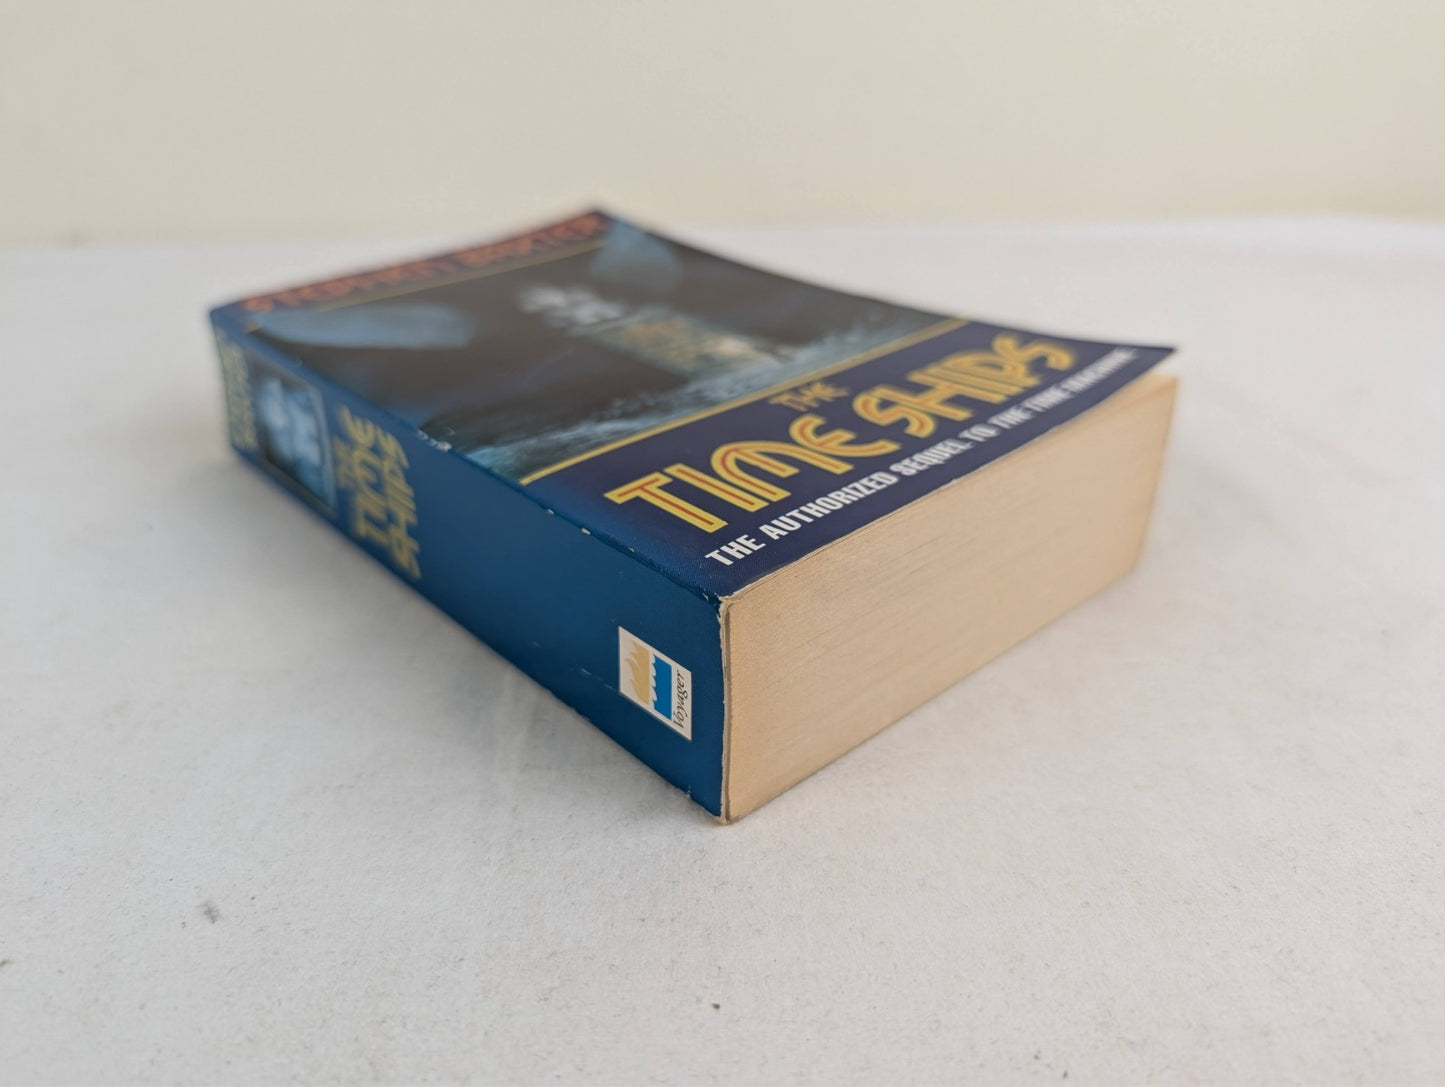 STEPHEN BAXTER
THE
TIME SHIPS
THE AUTHORIZED SEQUEL TO THE TIME MACHINE
THE
TIME
SHIPS
Voyager